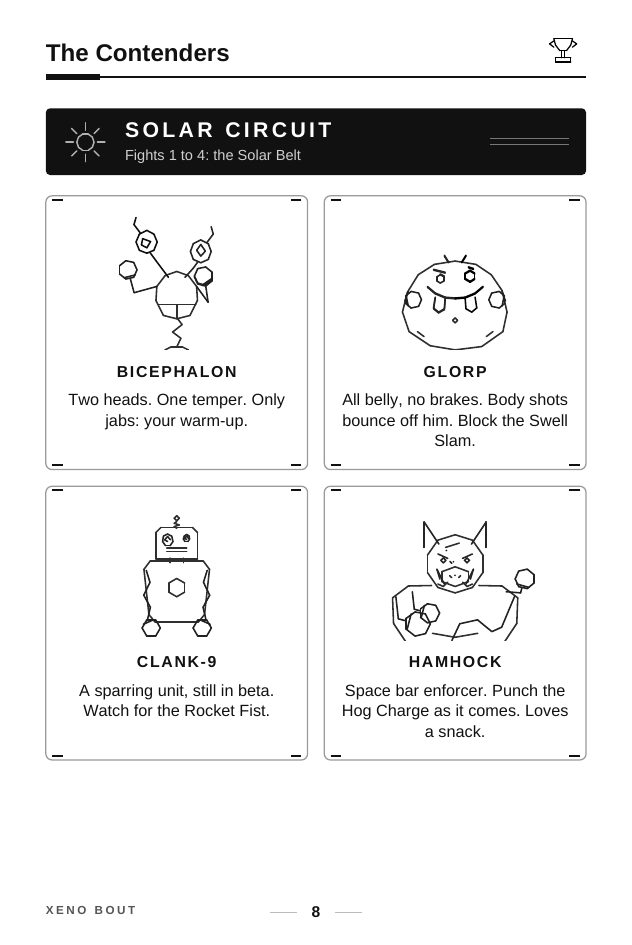 The Contenders
SOLAR CIRCUIT
Fights 1 to 4: the Solar Belt
BICEPHALON
Two heads. One temper. Only
jabs: your warm-up.
GLORP
All belly, no brakes. Body shots
bounce off him. Block the Swell
Slam.
CLANK-9
A sparring unit, still in beta.
Watch for the Rocket Fist.
HAMHOCK
Space bar enforcer. Punch the
Hog Charge as it comes. Loves
a snack.
XENO BOUT
8